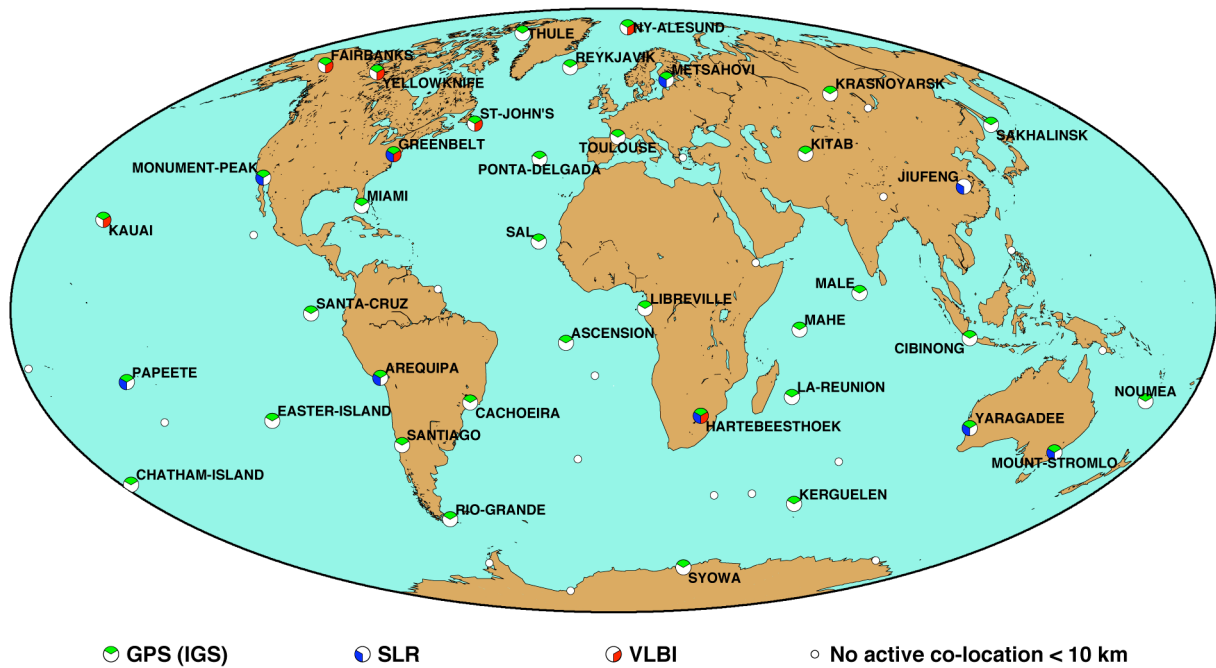 THULE
NY-ALESUND
FAIRBANKS
REYKJAVIK
METSAHOVI
YELLOWKNIFE
KRASNOYARSK
ST-JOHN'S
SAKHALINSK
GREENBELT
TOULOUSE
KITAB
MONUMENT-PEAK
PONTA-DELGADA
JIUFENG
MIAMI
KAUAI
SAL
MALE
SANTA-CRUZ
LIBREVILLE
MAHE
ASCENSION
CIBINONG
PAPEETE
AREQUIPA
LA-REUNION
NOUMEA
EASTER-ISLAND
CACHOEIRA
HARTEBEESTHOEK
YARAGADEE
SANTIAGO
MOUNT-STROMLO
CHATHAM-ISLAND
KERGUELEN
RIO-GRANDE
SYOWA
GPS (IGS)
SLR
VLBI
No active co-location < 10 km